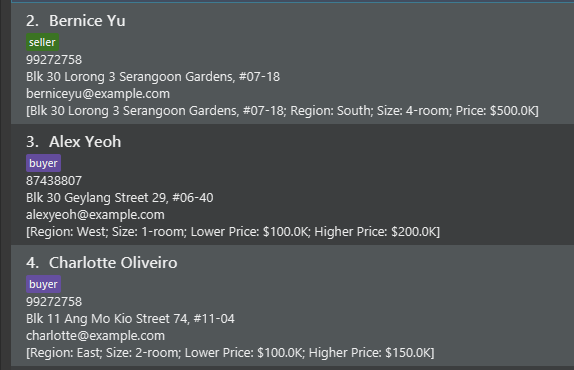 2. Bernice Yu
seller
99272758
Blk 30 Lorong 3 Serangoon Gardens, #07-18
berniceyu@example.com
[Blk 30 Lorong 3 Serangoon Gardens, #07-18; Region: South; Size: 4-room; Price: $500.0K]
3. Alex Yeoh
buyer
87438807
Blk 30 Geylang Street 29, #06-40
alexyeoh@example.com
[Region: West; Size: 1-room; Lower Price: $100.0K; Higher Price: $200.0K]
4. Charlotte Oliveiro
buyer
99272758
Blk 11 Ang Mo Kio Street 74, #11-04
charlotte@example.com
[Region: East; Size: 2-room; Lower Price: $100.0K; Higher Price: $150.0K]